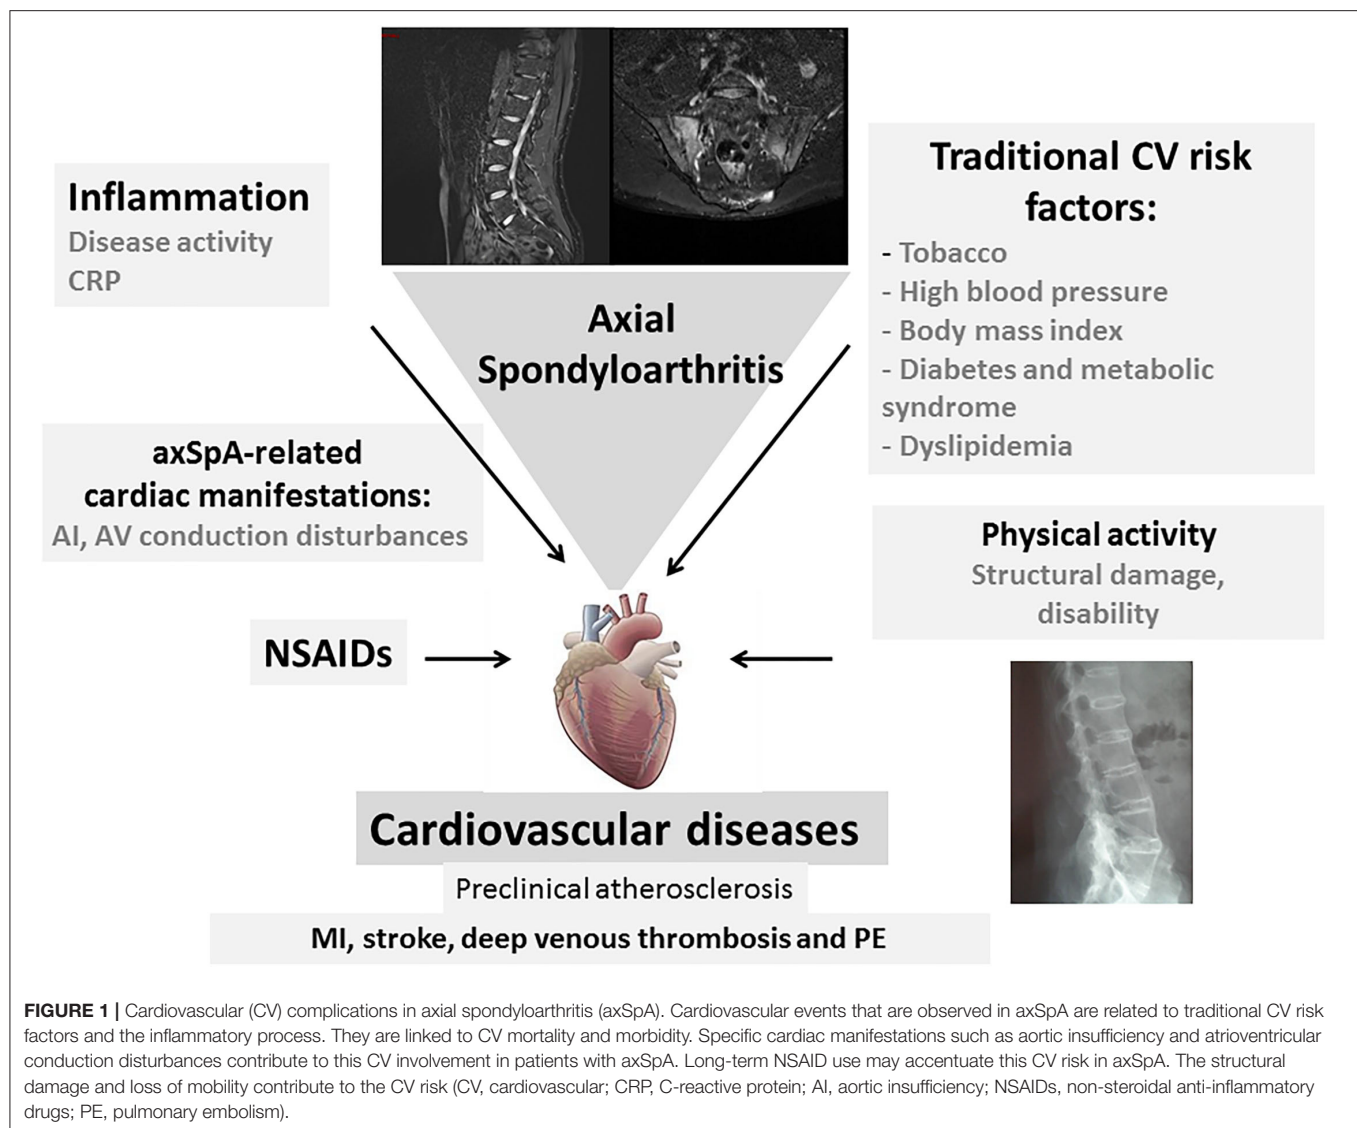 Inflammation
Disease activity
CRP
Axial
Spondyloarthritis
Traditional CV risk
factors:
- Tobacco
- High blood pressure
- Body mass index
- Diabetes and metabolic
syndrome
- Dyslipidemia
axSpA-related
cardiac manifestations:
AI, AV conduction disturbances
Physical activity
Structural damage,
disability
NSAIDs
Cardiovascular diseases
Preclinical atherosclerosis
MI, stroke, deep venous thrombosis and PE
FIGURE 1 | Cardiovascular (CV) complications in axial spondyloarthritis (axSpA). Cardiovascular events that are observed in axSpA are related to traditional CV risk
factors and the inflammatory process. They are linked to CV mortality and morbidity. Specific cardiac manifestations such as aortic insufficiency and atrioventricular
conduction disturbances contribute to this CV involvement in patients with axSpA. Long-term NSAID use may accentuate this CV risk in axSpA. The structural
damage and loss of mobility contribute to the CV risk (CV, cardiovascular; CRP, C-reactive protein; AI, aortic insufficiency; NSAIDs, non-steroidal anti-inflammatory
drugs; PE, pulmonary embolism).